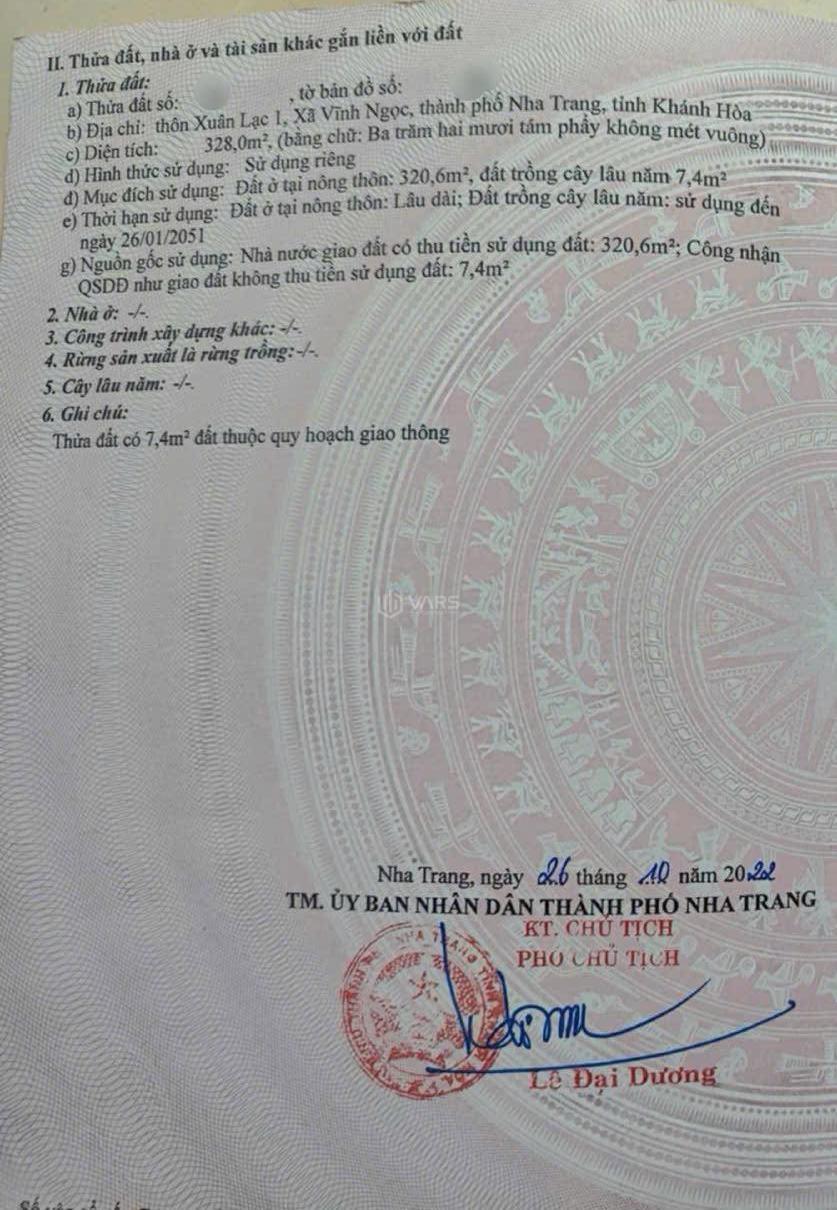 II. Thửa đất, nhà ở và tài sản khác gắn liền với đất
1. Thửa đất:
a) Thửa đất số: , tờ bản đồ số:
b) Địa chỉ: thôn Xuân Lạc 1, Xã Vĩnh Ngọc, thành phố Nha Trang, tỉnh Khánh Hòa
c) Diện tích: 328,0m², (bằng chữ: Ba trăm hai mươi tám phẩy không mét vuông)
d) Hình thức sử dụng: Sử dụng riêng
đ) Mục đích sử dụng: Đất ở tại nông thôn: 320,6m², đất trồng cây lâu năm 7,4m²
e) Thời hạn sử dụng: Đất ở tại nông thôn: Lâu dài; Đất trồng cây lâu năm: sử dụng đến
ngày 26/01/2051
g) Nguồn gốc sử dụng: Nhà nước giao đất có thu tiền sử dụng đất: 320,6m²; Công nhận
QSDĐ như giao đất không thu tiền sử dụng đất: 7,4m²
2. Nhà ở: -/-.
3. Công trình xây dựng khác: -/-.
4. Rừng sản xuất là rừng trồng: -/-.
5. Cây lâu năm: -/-.
6. Ghi chú:
Thửa đất có 7,4m² đất thuộc quy hoạch giao thông
VARS
Nha Trang, ngày 26 tháng 10 năm 2022
TM. ỦY BAN NHÂN DÂN THÀNH PHỐ NHA TRANG
KT. CHỦ TỊCH
PHÓ CHỦ TỊCH
Lê Đại Dương